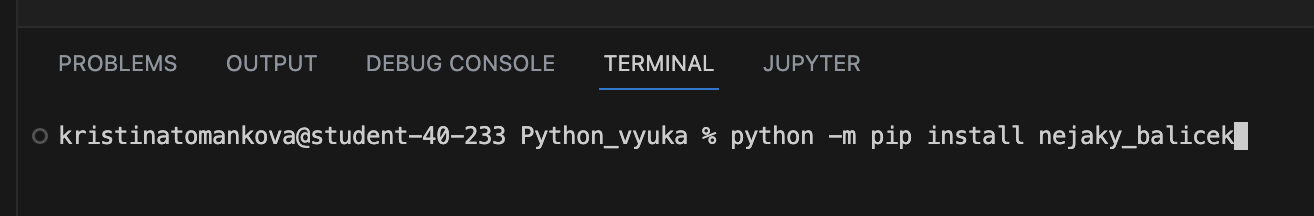 PROBLEMS OUTPUT DEBUG CONSOLE TERMINAL JUPYTER
kristinatomankova@student-40-233 Python_vyuka % python -m pip install nejaky_balicek